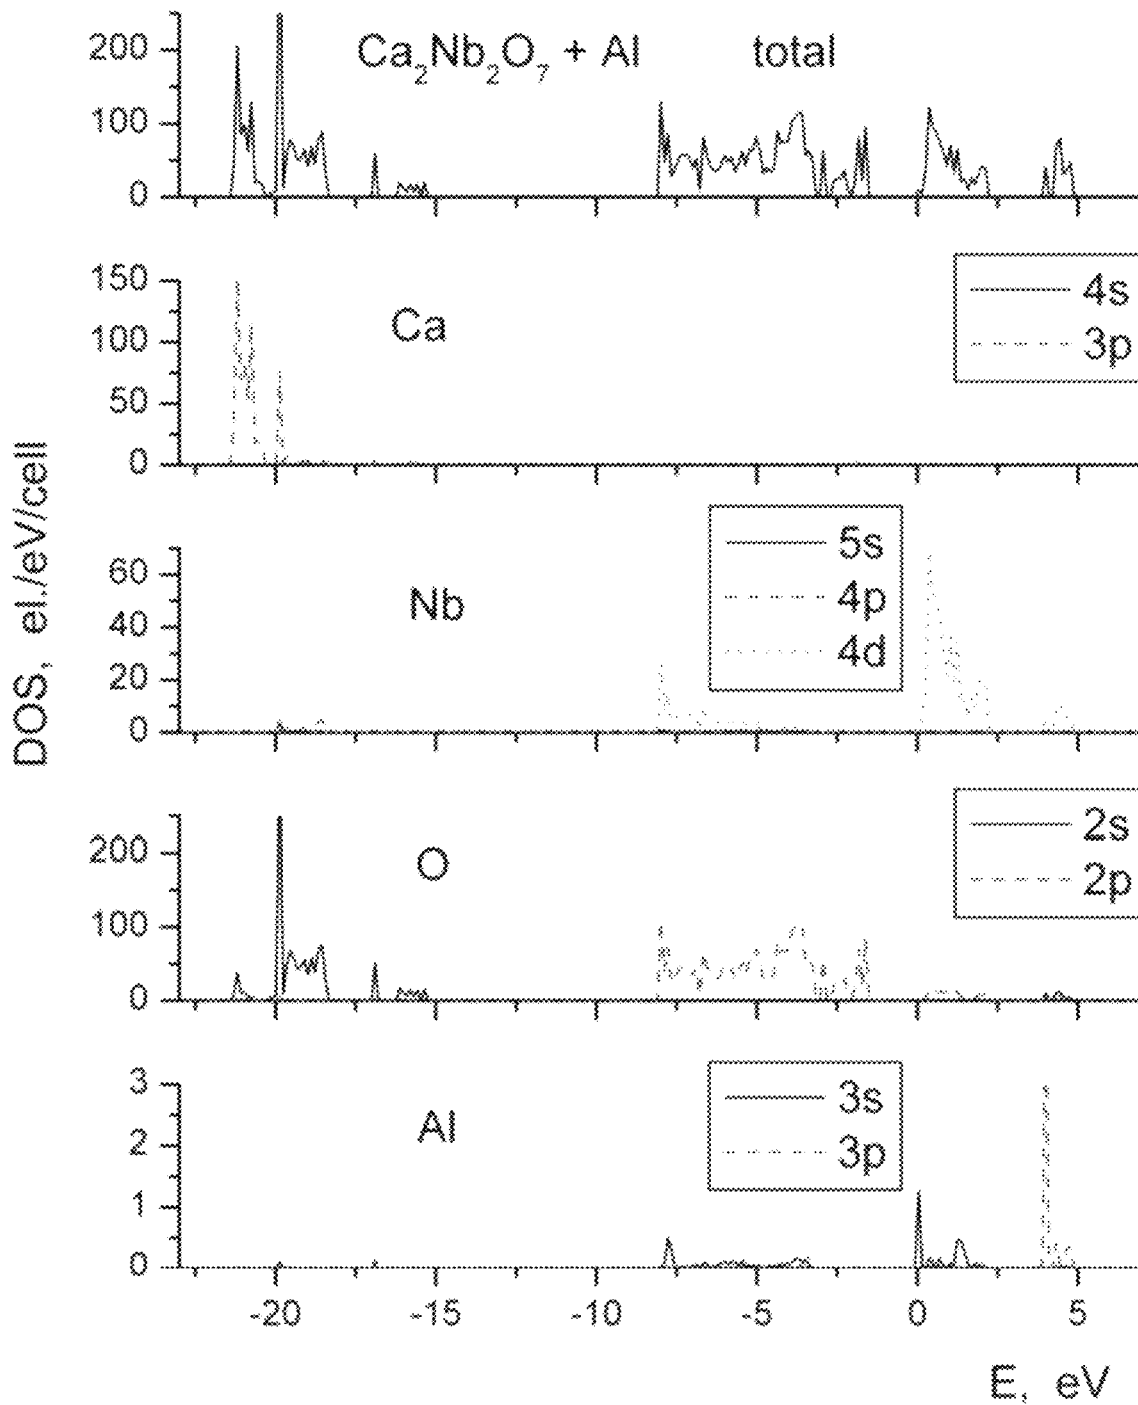 Ca₂Nb₂O₇ + Al total
200
100
0
Ca
4s
3p
150
100
50
0
Nb
5s
4p
4d
60
40
20
0
DOS, el./eV/cell
O
2s
2p
200
100
0
Al
3s
3p
3
2
1
0
-20 -15 -10 -5 0 5
E, eV